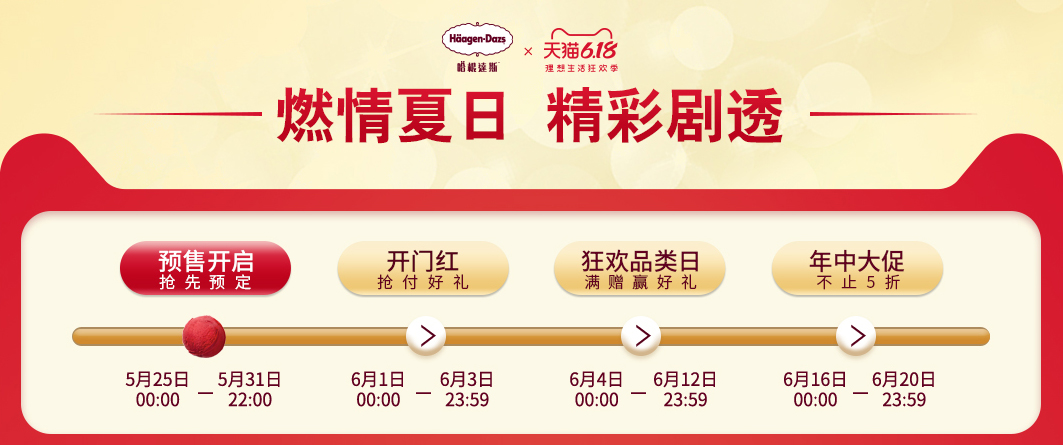 Häagen-Dazs
哈根達斯
×
天猫6.18
理想生活狂欢季
燃情夏日 精彩剧透
预售开启
抢先预定
开门红
抢付好礼
狂欢品类日
满赠赢好礼
年中大促
不止5折
5月25日 00:00 — 5月31日 22:00
6月1日 00:00 — 6月3日 23:59
6月4日 00:00 — 6月12日 23:59
6月16日 00:00 — 6月20日 23:59